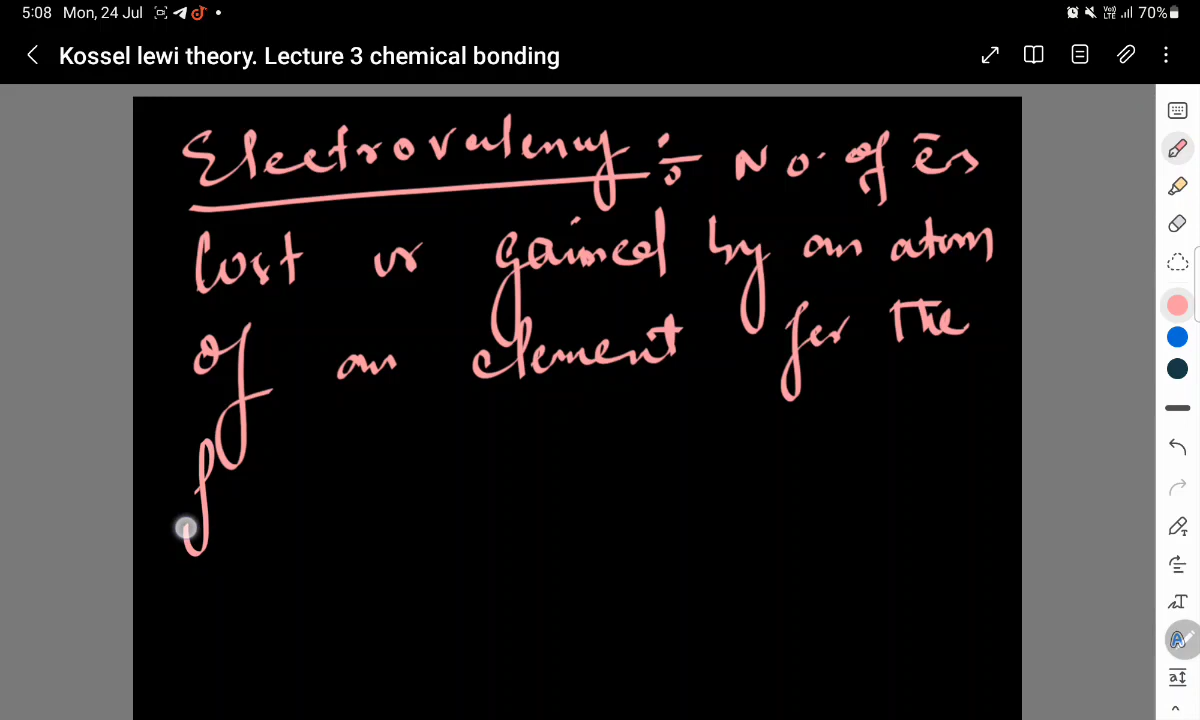 5:08 Mon, 24 Jul 70%
Kossel lewi theory. Lecture 3 chemical bonding
Electrovalency :- No. of ēs
lost or gained by an atom
of an element for the
f